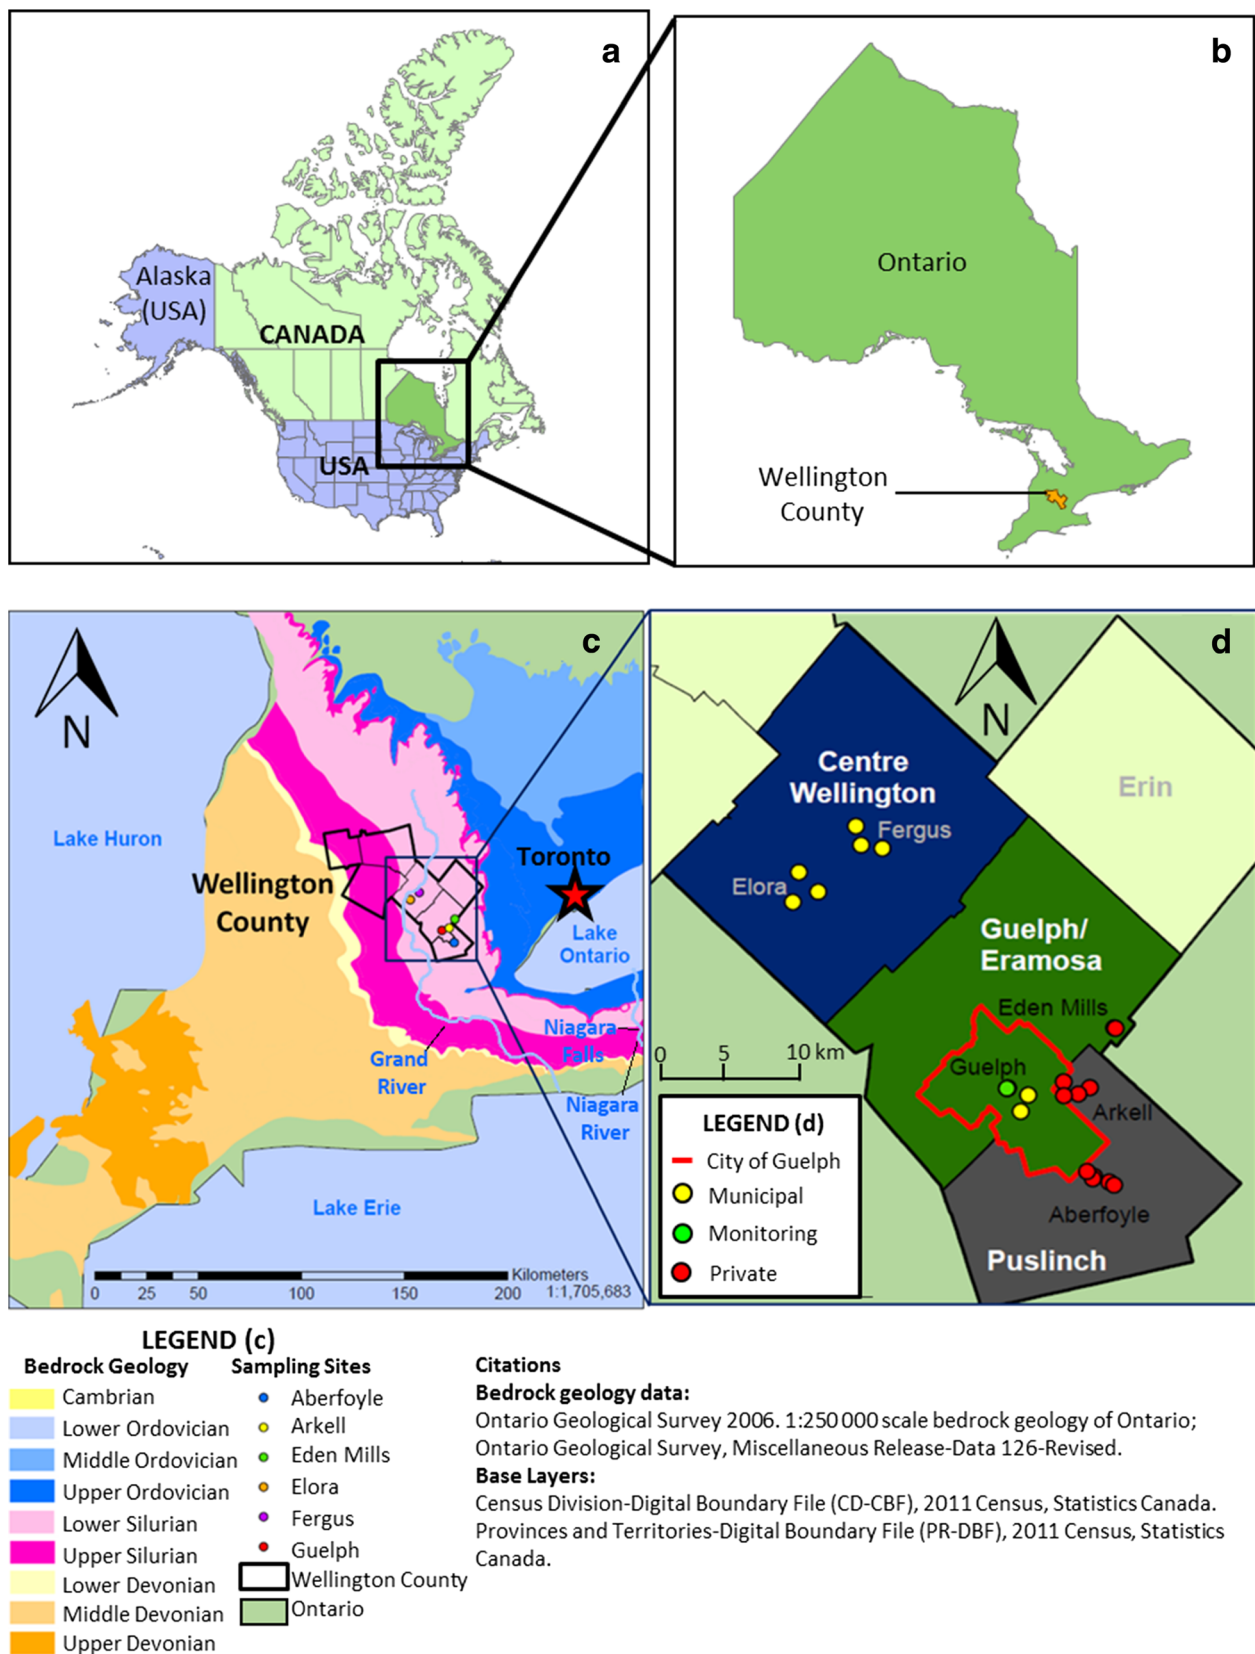 a
Alaska
(USA)
CANADA
USA
b
Ontario
Wellington
County
c
N
Lake Huron
Wellington
County
Toronto
Lake
Ontario
Niagara
Falls
Grand
River
Niagara
River
Lake Erie
Kilometers
0 25 50 100 150 200 1:1,705,683
d
N
Centre
Wellington
Erin
Fergus
Elora
Guelph/
Eramosa
Eden Mills
0 5 10 km
Guelph
Arkell
Aberfoyle
Puslinch
LEGEND (d)
City of Guelph
Municipal
Monitoring
Private
LEGEND (c)
Bedrock Geology
Cambrian
Lower Ordovician
Middle Ordovician
Upper Ordovician
Lower Silurian
Upper Silurian
Lower Devonian
Middle Devonian
Upper Devonian
Sampling Sites
Aberfoyle
Arkell
Eden Mills
Elora
Fergus
Guelph
Wellington County
Ontario
Citations
Bedrock geology data:
Ontario Geological Survey 2006. 1:250 000 scale bedrock geology of Ontario;
Ontario Geological Survey, Miscellaneous Release-Data 126-Revised.
Base Layers:
Census Division-Digital Boundary File (CD-CBF), 2011 Census, Statistics Canada.
Provinces and Territories-Digital Boundary File (PR-DBF), 2011 Census, Statistics
Canada.